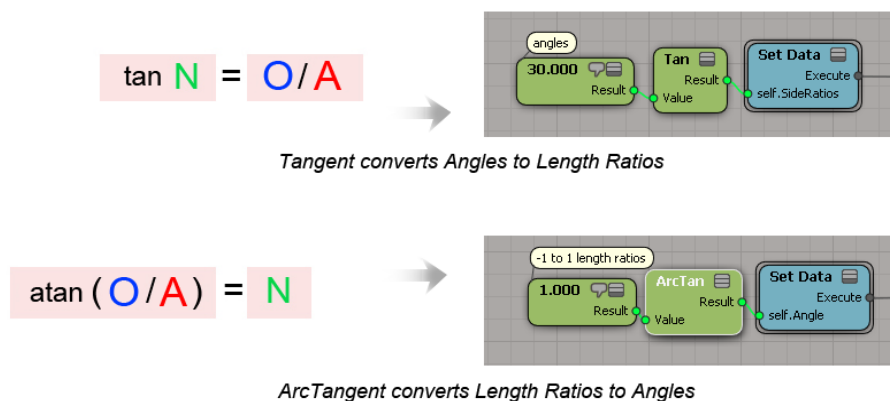 tan N = O/A
angles
30.000
Result
Tan
Result
Value
Set Data
Execute
self.SideRatios
Tangent converts Angles to Length Ratios
atan (O/A) = N
-1 to 1 length ratios
1.000
Result
ArcTan
Result
Value
Set Data
Execute
self.Angle
ArcTangent converts Length Ratios to Angles